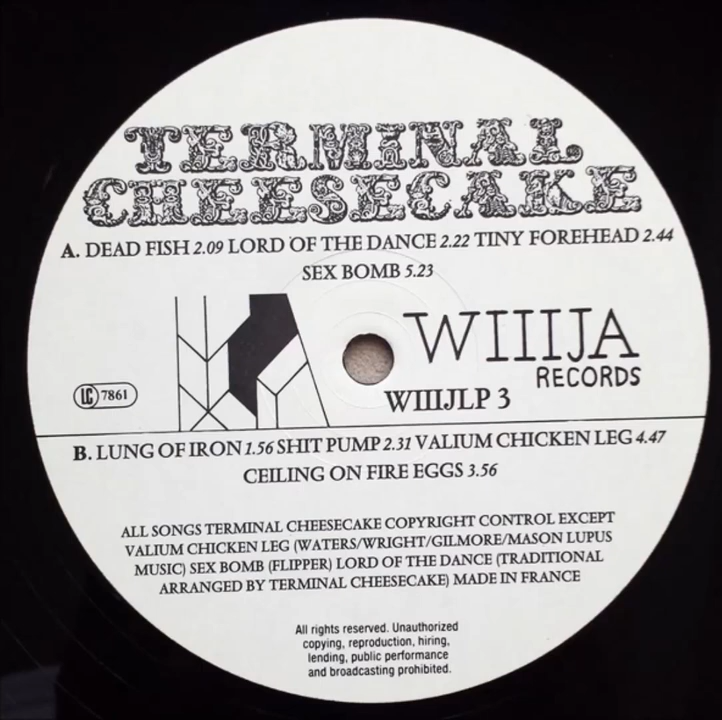 TERMINAL
CHEESECAKE
A. DEAD FISH 2.09 LORD OF THE DANCE 2.22 TINY FOREHEAD 2.44
SEX BOMB 5.23
WIIIJA
RECORDS
WIIIJLP 3
LC 7861
B. LUNG OF IRON 1.56 SHIT PUMP 2.31 VALIUM CHICKEN LEG 4.47
CEILING ON FIRE EGGS 3.56
ALL SONGS TERMINAL CHEESECAKE COPYRIGHT CONTROL EXCEPT
VALIUM CHICKEN LEG (WATERS/WRIGHT/GILMORE/MASON LUPUS
MUSIC) SEX BOMB (FLIPPER) LORD OF THE DANCE (TRADITIONAL
ARRANGED BY TERMINAL CHEESECAKE) MADE IN FRANCE
All rights reserved. Unauthorized
copying, reproduction, hiring,
lending, public performance
and broadcasting prohibited.